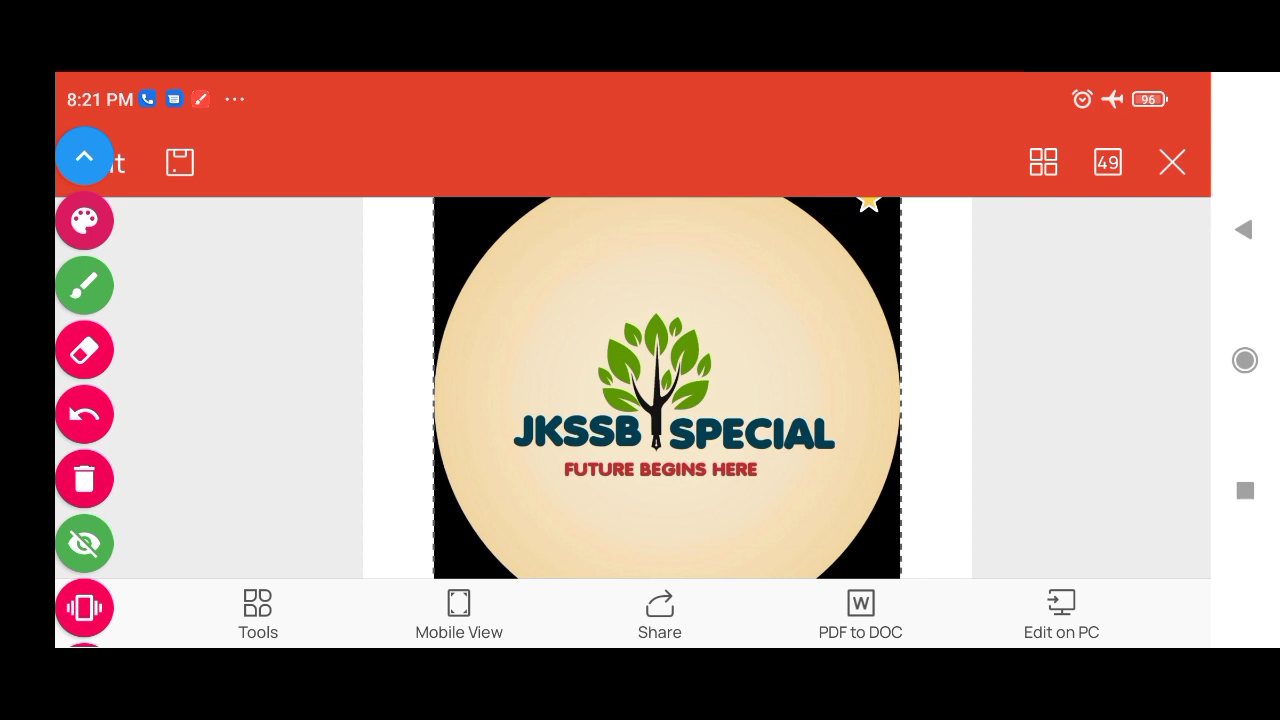 8:21 PM
96
it
49
JKSSB SPECIAL
FUTURE BEGINS HERE
Tools
Mobile View
Share
W
PDF to DOC
Edit on PC